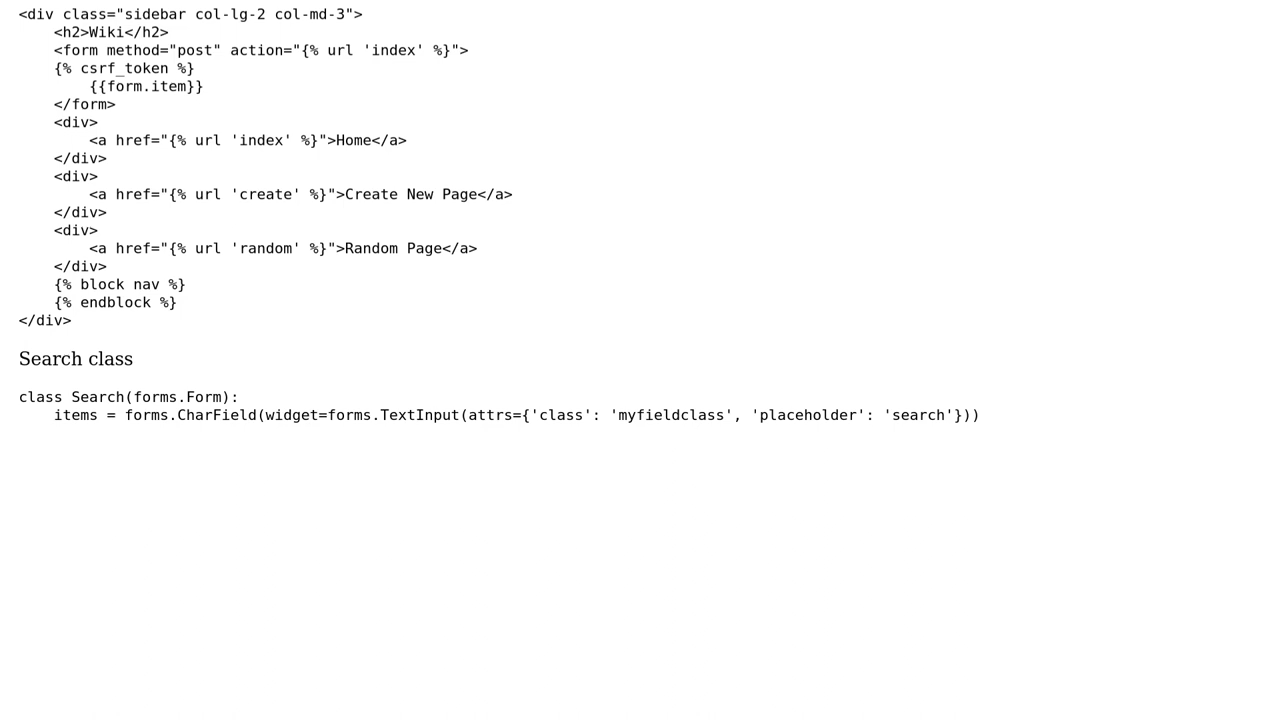 <div class="sidebar col-lg-2 col-md-3">
    <h2>Wiki</h2>
    <form method="post" action="{% url 'index' %}">
    {% csrf_token %}
        {{form.item}}
    </form>
    <div>
        <a href="{% url 'index' %}">Home</a>
    </div>
    <div>
        <a href="{% url 'create' %}">Create New Page</a>
    </div>
    <div>
        <a href="{% url 'random' %}">Random Page</a>
    </div>
    {% block nav %}
    {% endblock %}
</div>
Search class
class Search(forms.Form):
    items = forms.CharField(widget=forms.TextInput(attrs={'class': 'myfieldclass', 'placeholder': 'search'}))